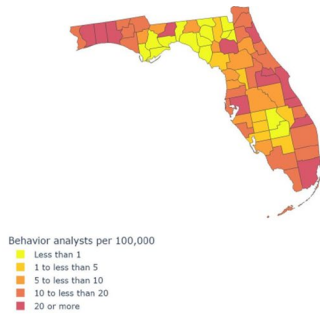 Behavior analysts per 100,000
Less than 1
1 to less than 5
5 to less than 10
10 to less than 20
20 or more